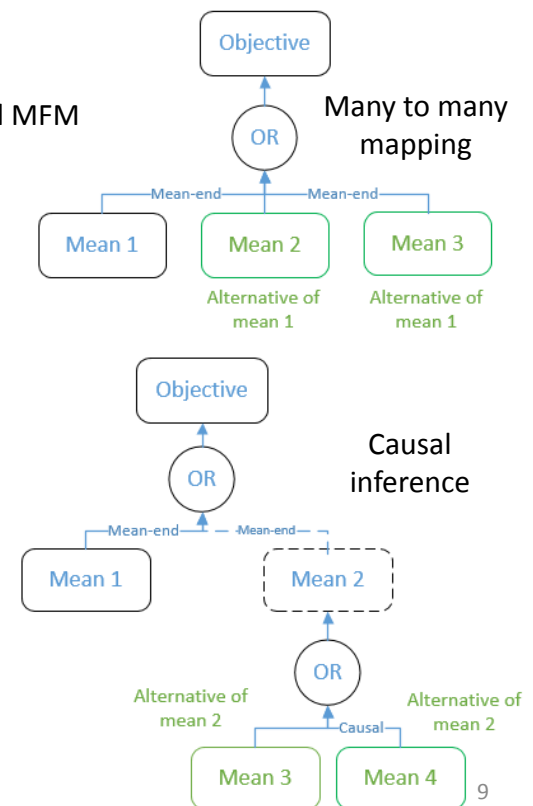 Objective
l MFM
Many to many
mapping
OR
Mean-end
Mean-end
Mean 1
Mean 2
Mean 3
Alternative of
mean 1
Alternative of
mean 1
Objective
Causal
inference
OR
Mean-end
Mean-end
Mean 1
Mean 2
OR
Alternative of
mean 2
Alternative of
mean 2
Causal
Mean 3
Mean 4
9